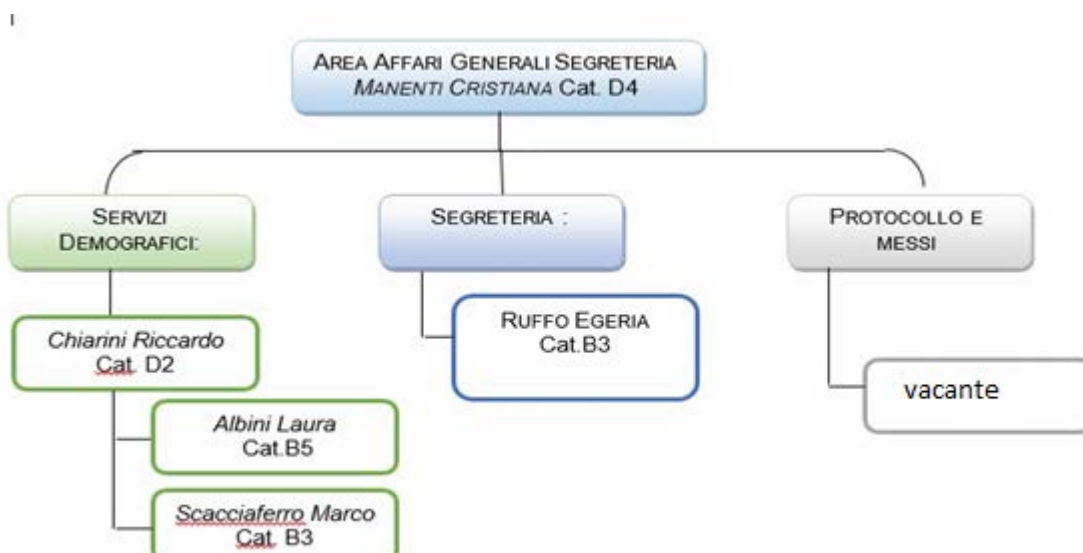 AREA AFFARI GENERALI SEGRETERIA
MANENTI CRISTIANA Cat. D4
SERVIZI
DEMOGRAFICI:
SEGRETERIA :
PROTOCOLLO E
MESSI
Chiarini Riccardo
Cat. D2
RUFFO EGERIA
Cat.B3
vacante
Albini Laura
Cat.B5
Scacciaferro Marco
Cat. B3